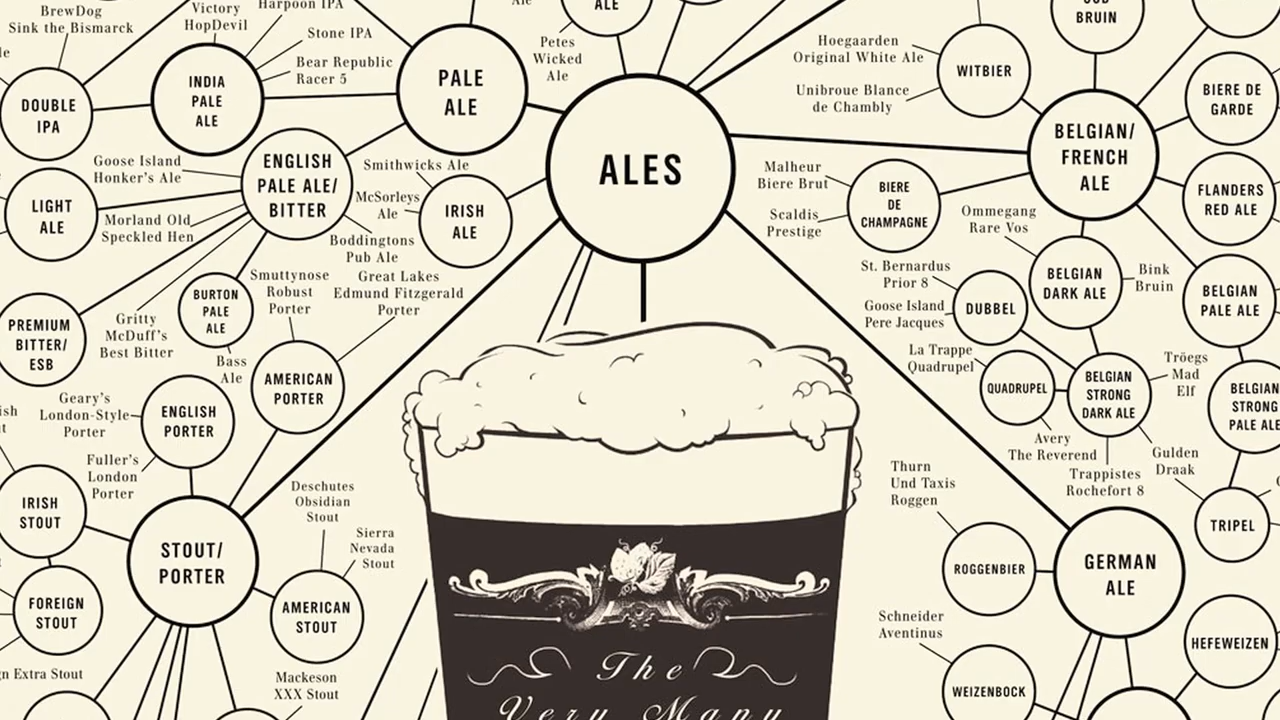 BrewDog
Sink the Bismarck
Victory
HopDevil
Harpoon IPA
Stone IPA
Bear Republic
Racer 5
DOUBLE
IPA
INDIA
PALE
ALE
PALE
ALE
Ale
Petes
Wicked
Ale
ALE
ALES
Hoegaarden
Original White Ale
Unibroue Blance
de Chambly
WITBIER
BRUIN
BELGIAN/
FRENCH
ALE
BIERE DE
GARDE
Goose Island
Honker's Ale
ENGLISH
PALE ALE/
BITTER
Smithwicks Ale
McSorleys
Ale
IRISH
ALE
LIGHT
ALE
Morland Old
Speckled Hen
Boddingtons
Pub Ale
Malheur
Biere Brut
Scaldis
Prestige
BIERE
DE
CHAMPAGNE
FLANDERS
RED ALE
Ommegang
Rare Vos
BELGIAN
DARK ALE
Bink
Bruin
BELGIAN
PALE ALE
St. Bernardus
Prior 8
Goose Island
Pere Jacques
DUBBEL
La Trappe
Quadrupel
QUADRUPEL
BELGIAN
STRONG
DARK ALE
Tröegs
Mad
Elf
BELGIAN
STRONG
PALE ALE
Avery
The Reverend
Trappistes
Rochefort 8
Gulden
Draak
TRIPEL
PREMIUM
BITTER/
ESB
Gritty
McDuff's
Best Bitter
BURTON
PALE
ALE
Bass
Ale
Smuttynose
Robust
Porter
Great Lakes
Edmund Fitzgerald
Porter
AMERICAN
PORTER
Geary's
London-Style
Porter
ENGLISH
PORTER
Fuller's
London
Porter
IRISH
STOUT
STOUT/
PORTER
Deschutes
Obsidian
Stout
Sierra
Nevada
Stout
AMERICAN
STOUT
FOREIGN
STOUT
Extra Stout
Mackeson
XXX Stout
Thurn
Und Taxis
Roggen
ROGGENBIER
GERMAN
ALE
Schneider
Aventinus
WEIZENBOCK
HEFEWEIZEN
The
Very Many